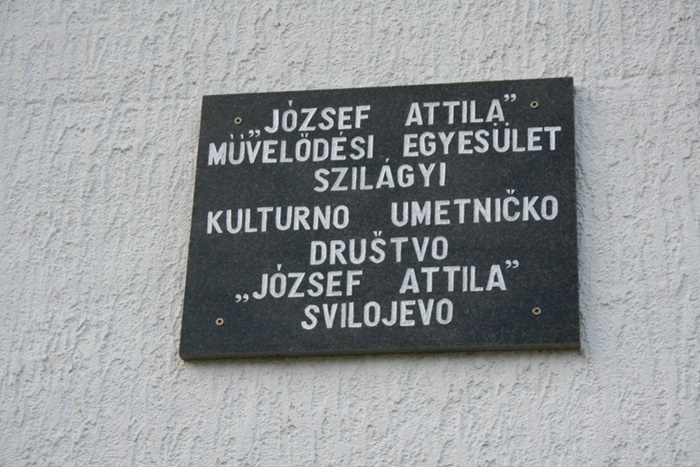 „JÓZSEF ATTILA”
MŰVELŐDÉSI EGYESÜLET
SZILÁGYI
KULTURNO UMETNIČKO
DRUŠTVO
„JÓZSEF ATTILA”
SVILOJEVO